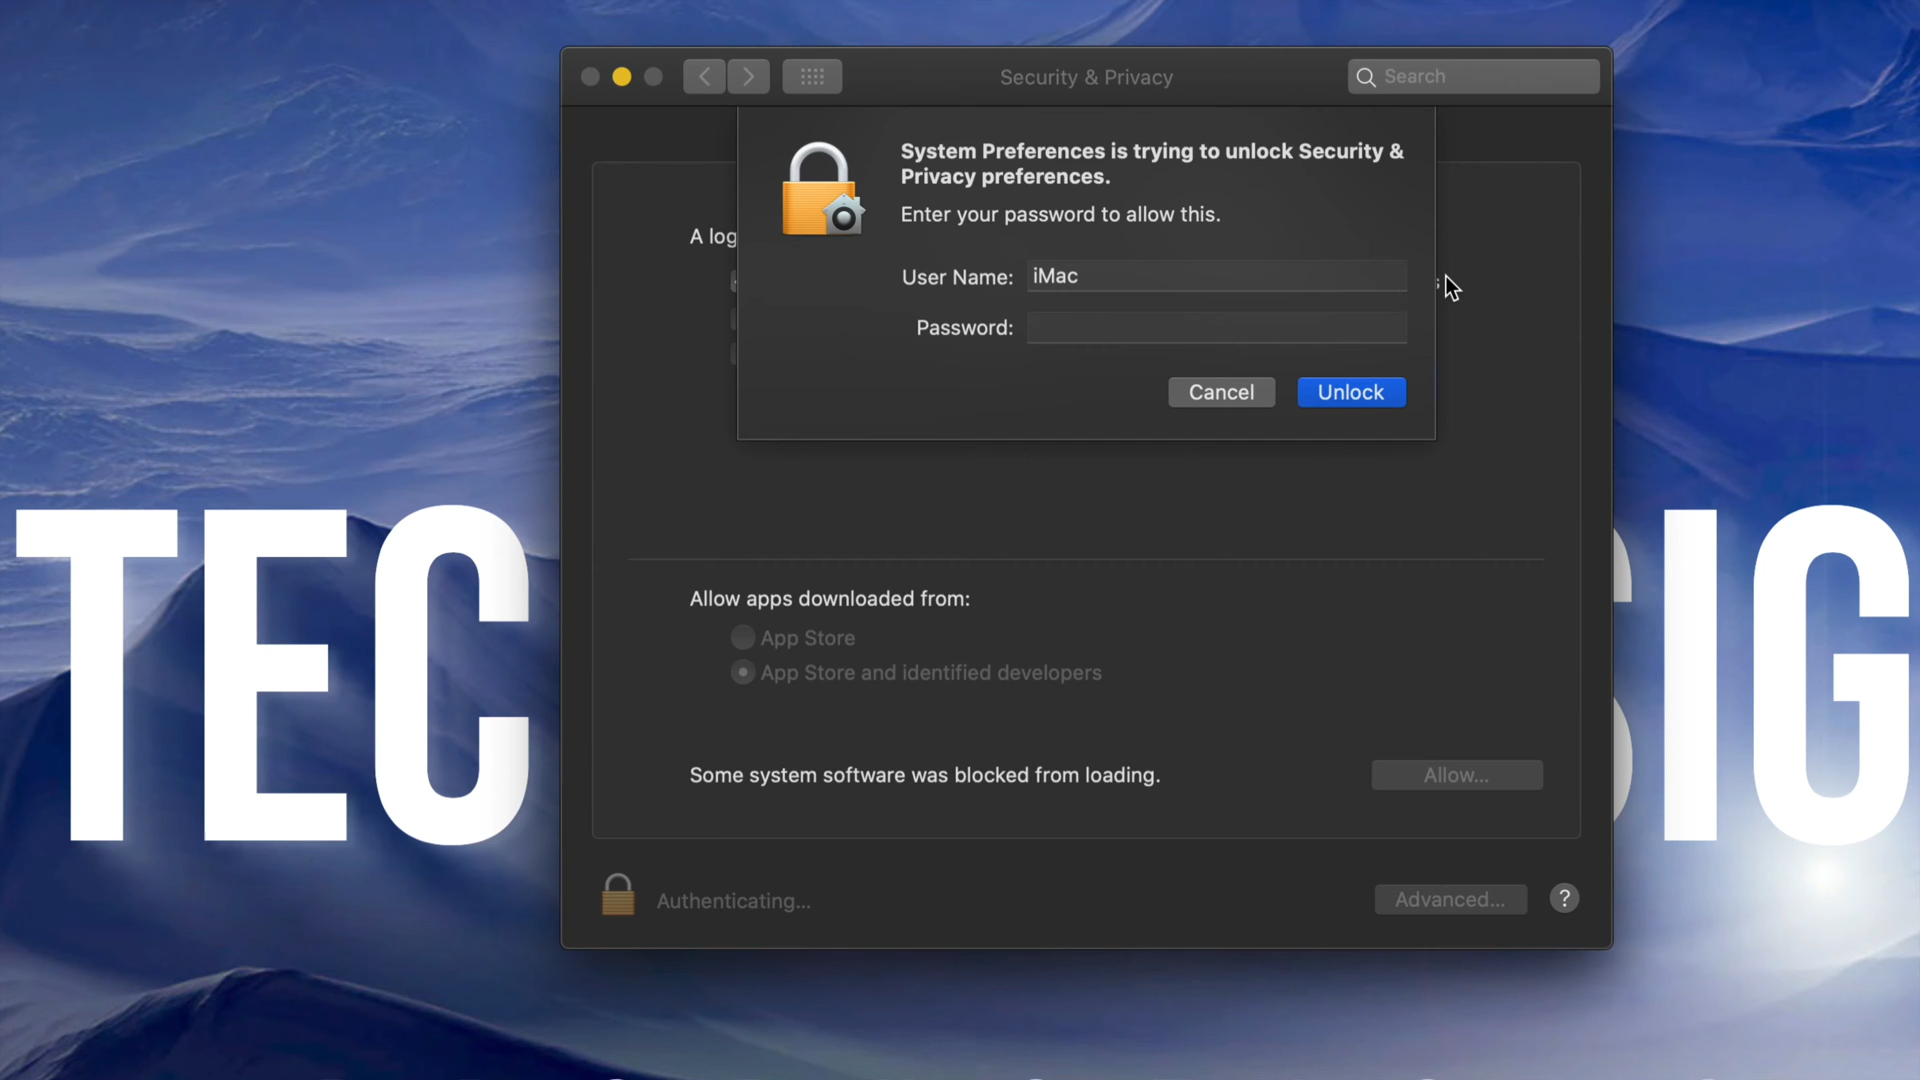 Security & Privacy
Search
System Preferences is trying to unlock Security &
Privacy preferences.
Enter your password to allow this.
A log
User Name: iMac
Password:
Cancel
Unlock
TEC
SIG
Allow apps downloaded from:
App Store
App Store and identified developers
Some system software was blocked from loading.
Allow...
Authenticating...
Advanced...
?